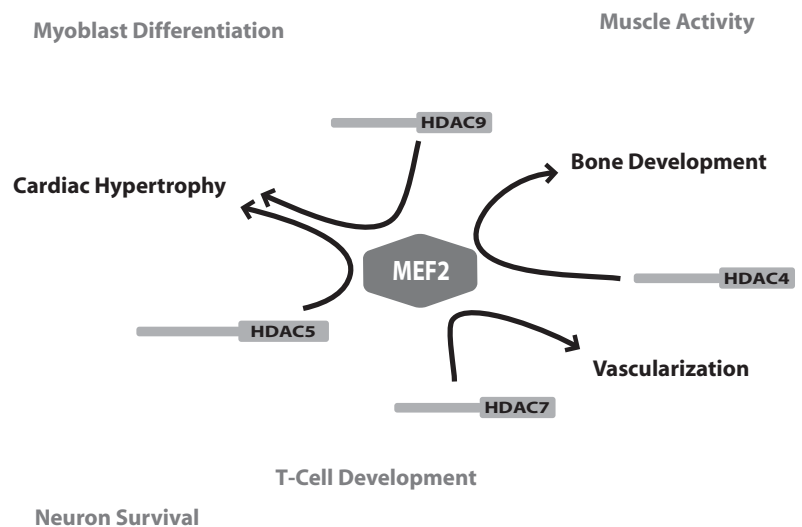 Muscle Activity
Myoblast Differentiation
HDAC9
Bone Development
Cardiac Hypertrophy
MEF2
HDAC4
HDAC5
Vascularization
HDAC7
T-Cell Development
Neuron Survival